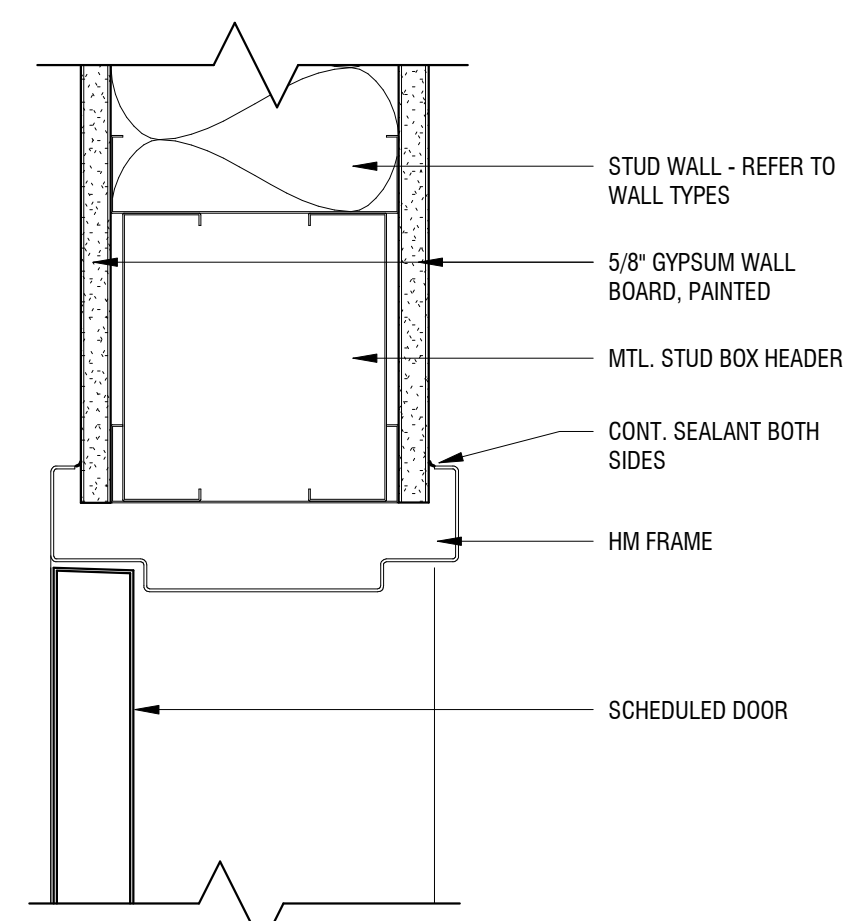 STUD WALL - REFER TO
WALL TYPES
5/8" GYPSUM WALL
BOARD, PAINTED
MTL. STUD BOX HEADER
CONT. SEALANT BOTH
SIDES
HM FRAME
SCHEDULED DOOR